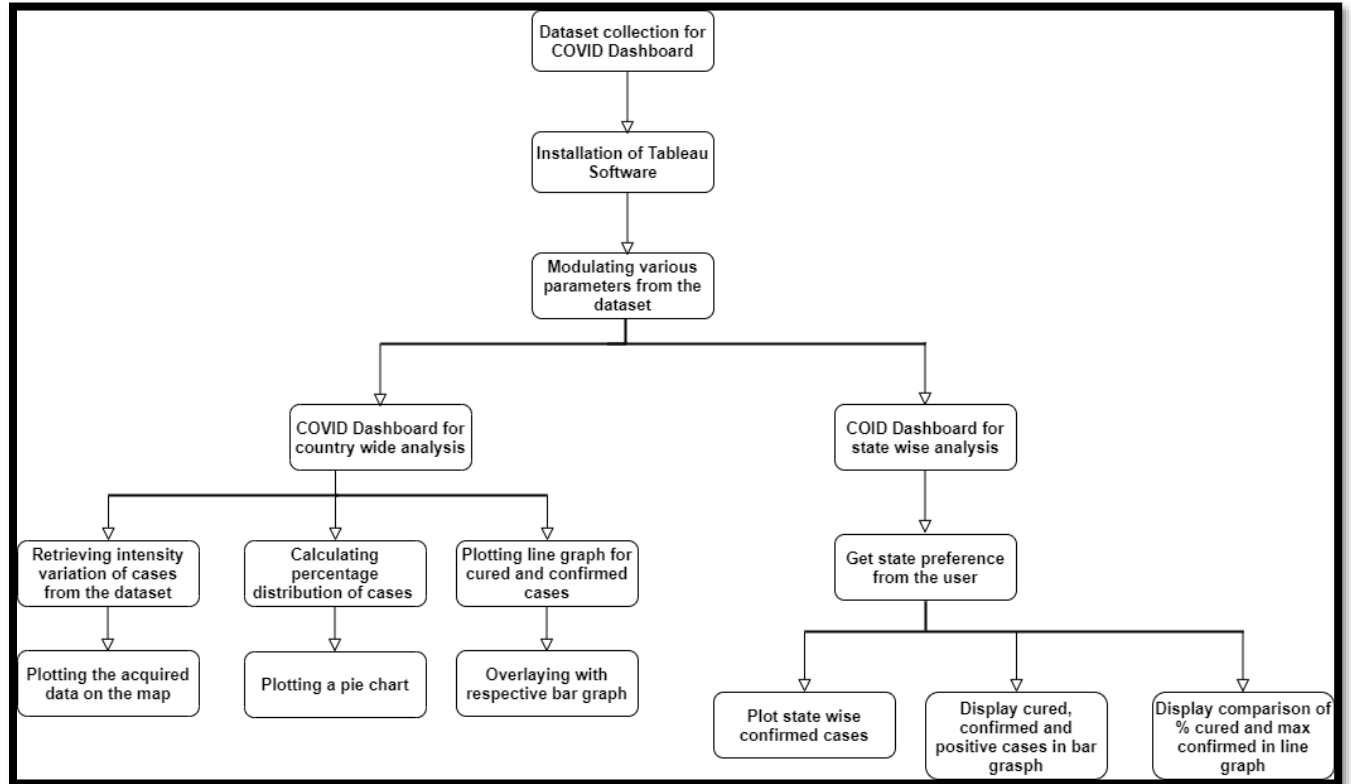 Dataset collection for
COVID Dashboard
Installation of Tableau
Software
Modulating various
parameters from the
dataset
COVID Dashboard for
country wide analysis
COID Dashboard for
state wise analysis
Retrieving intensity
variation of cases
from the dataset
Calculating
percentage
distribution of cases
Plotting line graph for
cured and confirmed
cases
Get state preference
from the user
Plotting the acquired
data on the map
Plotting a pie chart
Overlaying with
respective bar graph
Plot state wise
confirmed cases
Display cured,
confirmed and
positive cases in bar
grasph
Display comparison of
% cured and max
confirmed in line
graph